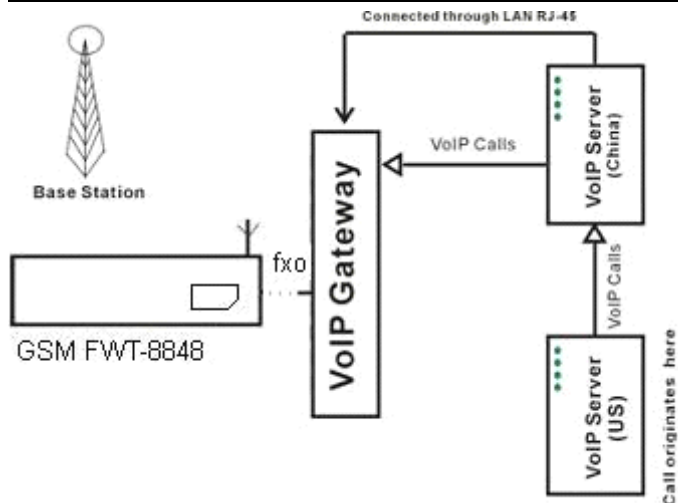 Connected through LAN RJ-45
Base Station
VoIP Calls
VoIP Server
(China)
fxo
VoIP Gateway
GSM FWT-8848
VoIP Calls
VoIP Server
(US)
Call originates here